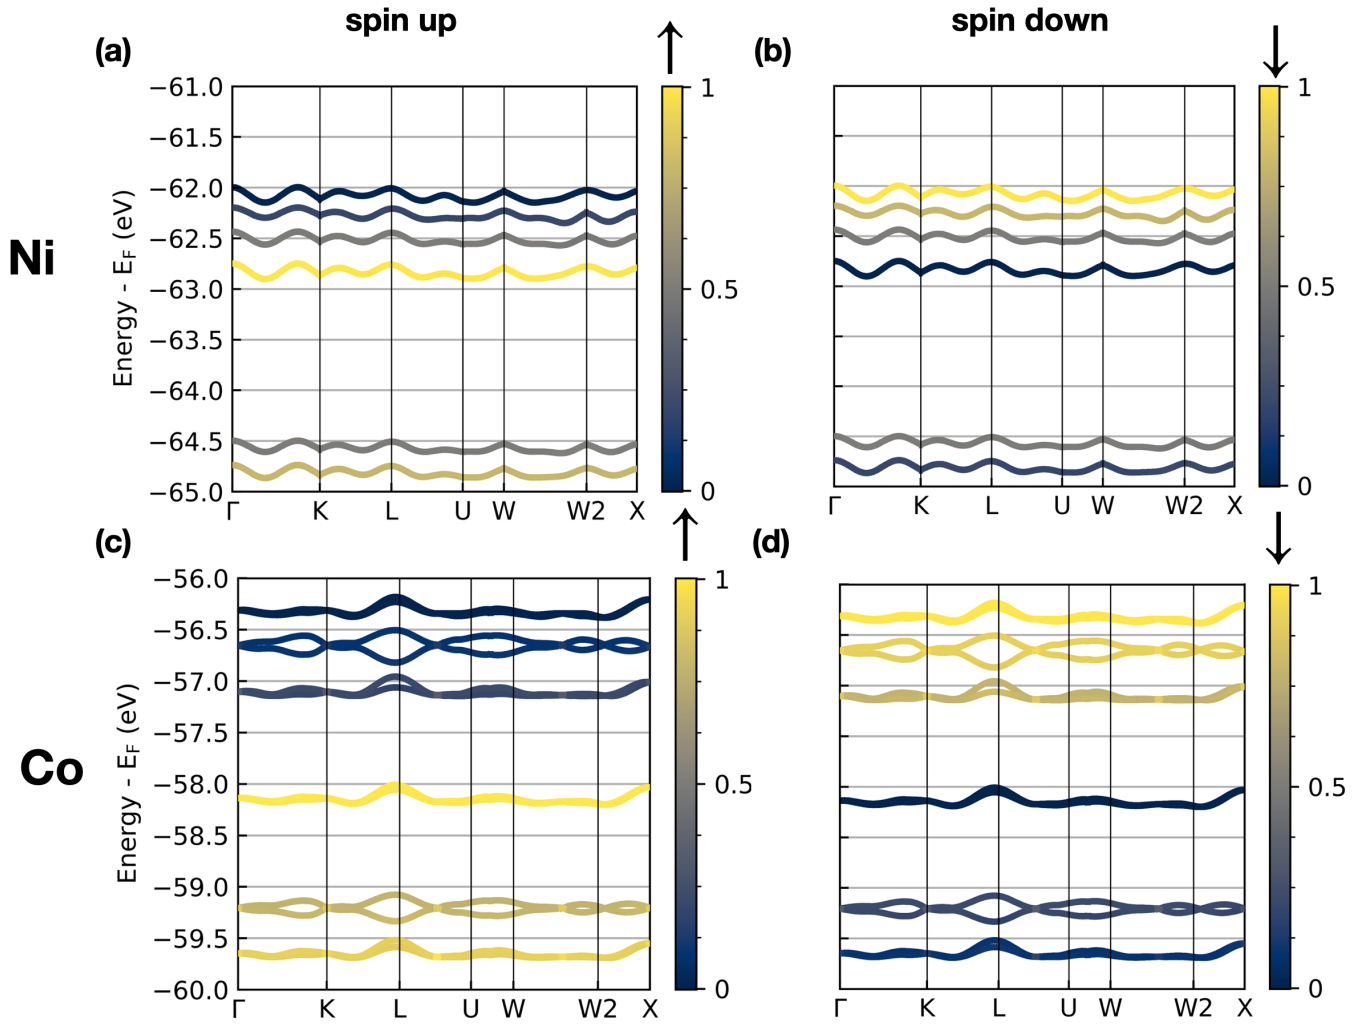 spin up
spin down
(a)
(b)
Ni
Energy - E_F (eV)
−61.0
−61.5
−62.0
−62.5
−63.0
−63.5
−64.0
−64.5
−65.0
Γ K L U W W2 X
1
0.5
0
Γ K L U W W2 X
1
0.5
0
(c)
(d)
Co
Energy - E_F (eV)
−56.0
−56.5
−57.0
−57.5
−58.0
−58.5
−59.0
−59.5
−60.0
Γ K L U W W2 X
1
0.5
0
Γ K L U W W2 X
1
0.5
0